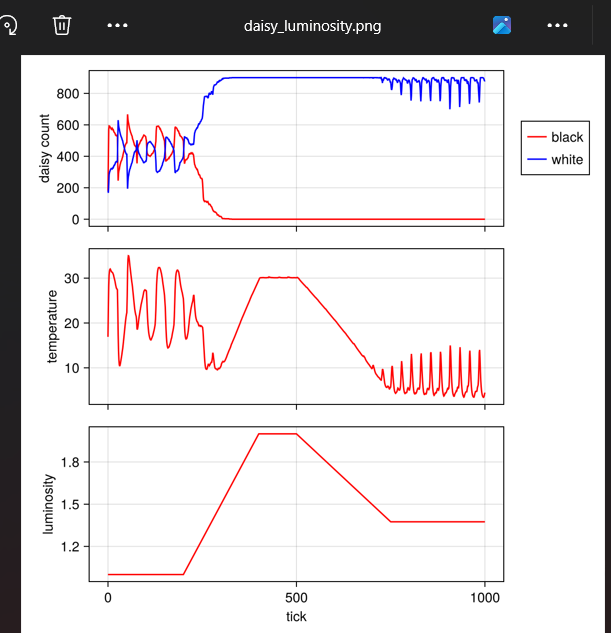 daisy_luminosity.png
800
600
400
200
0
daisy count
black
white
30
20
10
temperature
1.8
1.5
1.2
luminosity
0 500 1000
tick